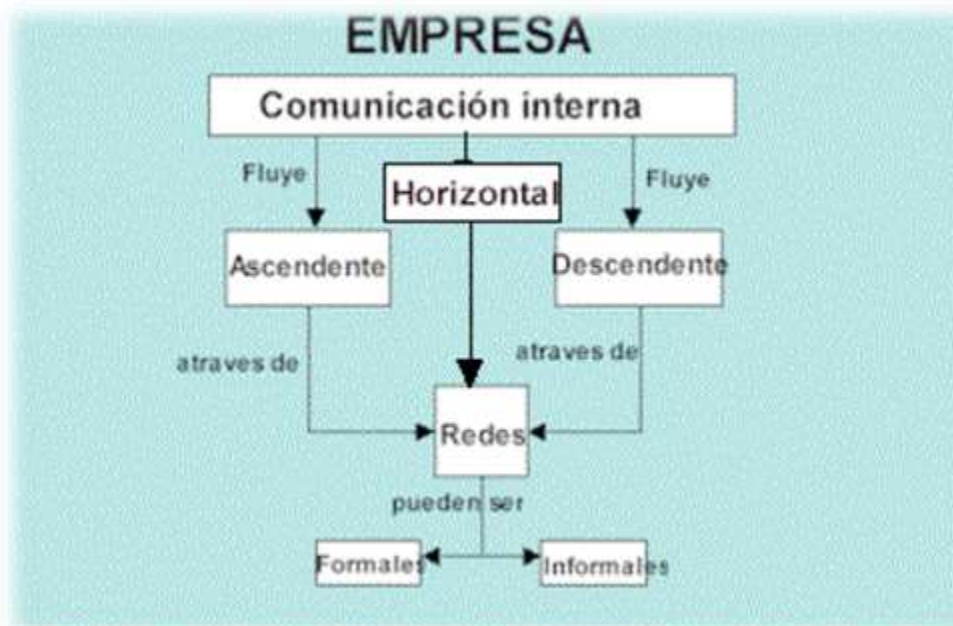 EMPRESA
Comunicación interna
Fluye
Horizontal
Fluye
Ascendente
Descendente
atraves de
atraves de
Redes
pueden ser
Formales
Informales